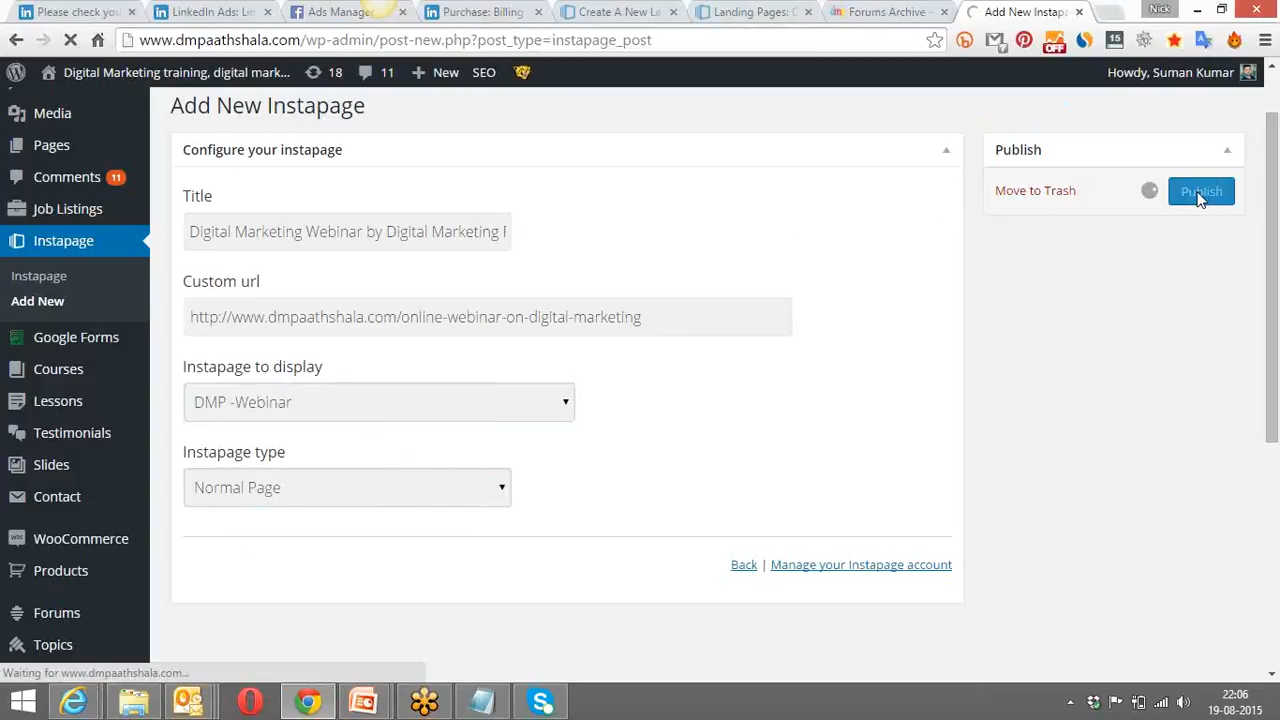 Nick
Please check you
LinkedIn Ads: Lin
Ads Manager
Purchase: Billing
Create A New La
Landing Pages: C
Forums Archive –
Add New Instap
www.dmpaathshala.com/wp-admin/post-new.php?post_type=instapage_post
OFF
15
Digital Marketing training, digital mark...
18
11
New
SEO
Howdy, Suman Kumar
Media
Pages
Comments 11
Job Listings
Instapage
Instapage
Add New
Google Forms
Courses
Lessons
Testimonials
Slides
Contact
WooCommerce
Products
Forums
Topics
Add New Instapage
Configure your instapage
Title
Digital Marketing Webinar by Digital Marketing
Custom url
http://www.dmpaathshala.com/online-webinar-on-digital-marketing
Instapage to display
DMP -Webinar
Instapage type
Normal Page
Back | Manage your Instapage account
Publish
Move to Trash
Publish
Waiting for www.dmpaathshala.com...
22:06
19-08-2015